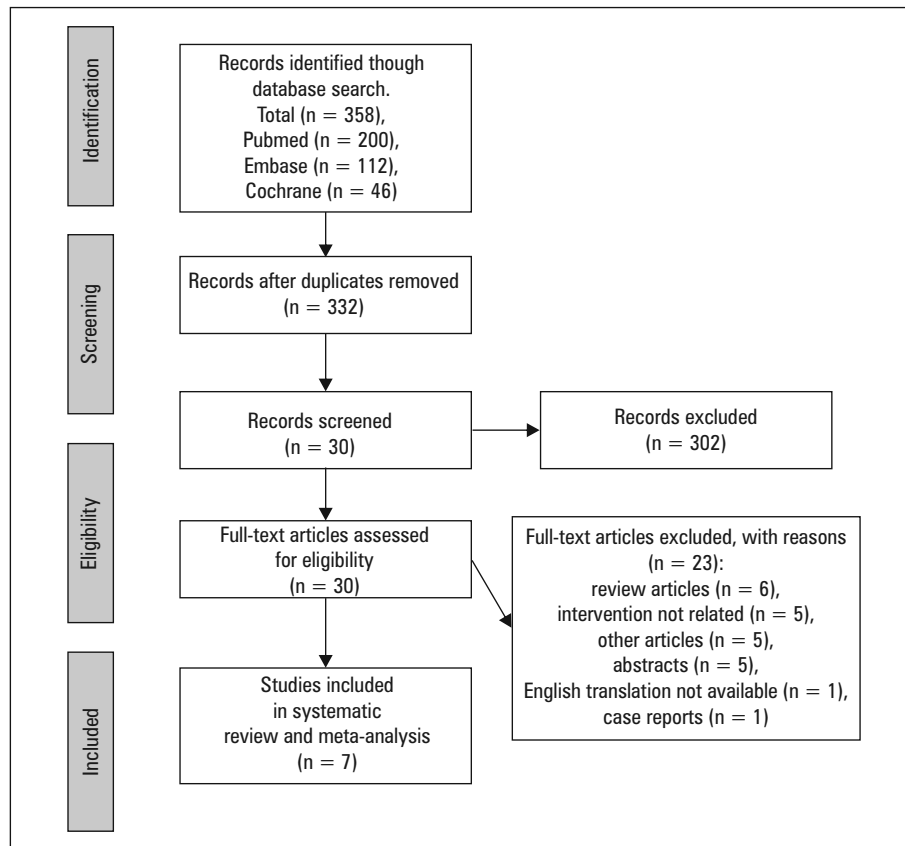 Identification
Records identified though
database search.
Total (n = 358),
Pubmed (n = 200),
Embase (n = 112),
Cochrane (n = 46)
Screening
Records after duplicates removed
(n = 332)
Records screened
(n = 30)
Records excluded
(n = 302)
Eligibility
Full-text articles assessed
for eligibility
(n = 30)
Full-text articles excluded, with reasons
(n = 23):
review articles (n = 6),
intervention not related (n = 5),
other articles (n = 5),
abstracts (n = 5),
English translation not available (n = 1),
case reports (n = 1)
Included
Studies included
in systematic
review and meta-analysis
(n = 7)